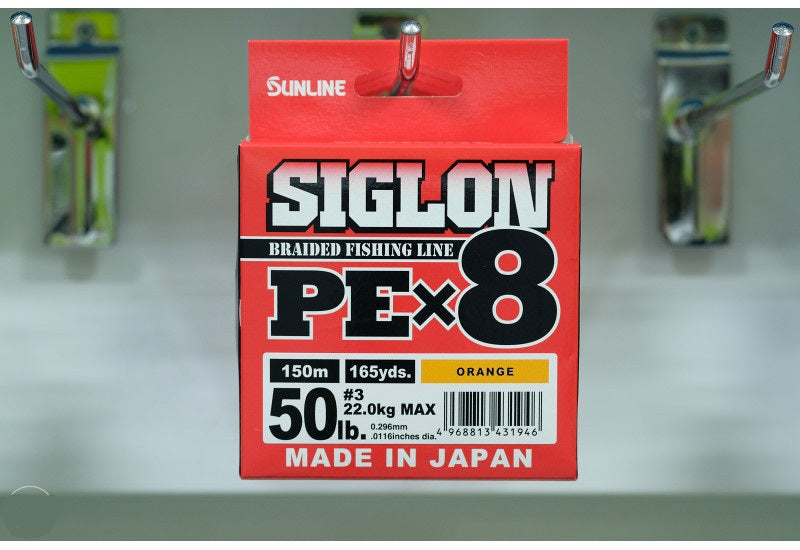 SUNLINE
SIGLON
BRAIDED FISHING LINE
PE×8
150m 165yds. ORANGE
50lb. #3
22.0kg MAX
0.296mm
.0116inches dia.
4 968813 431946
MADE IN JAPAN